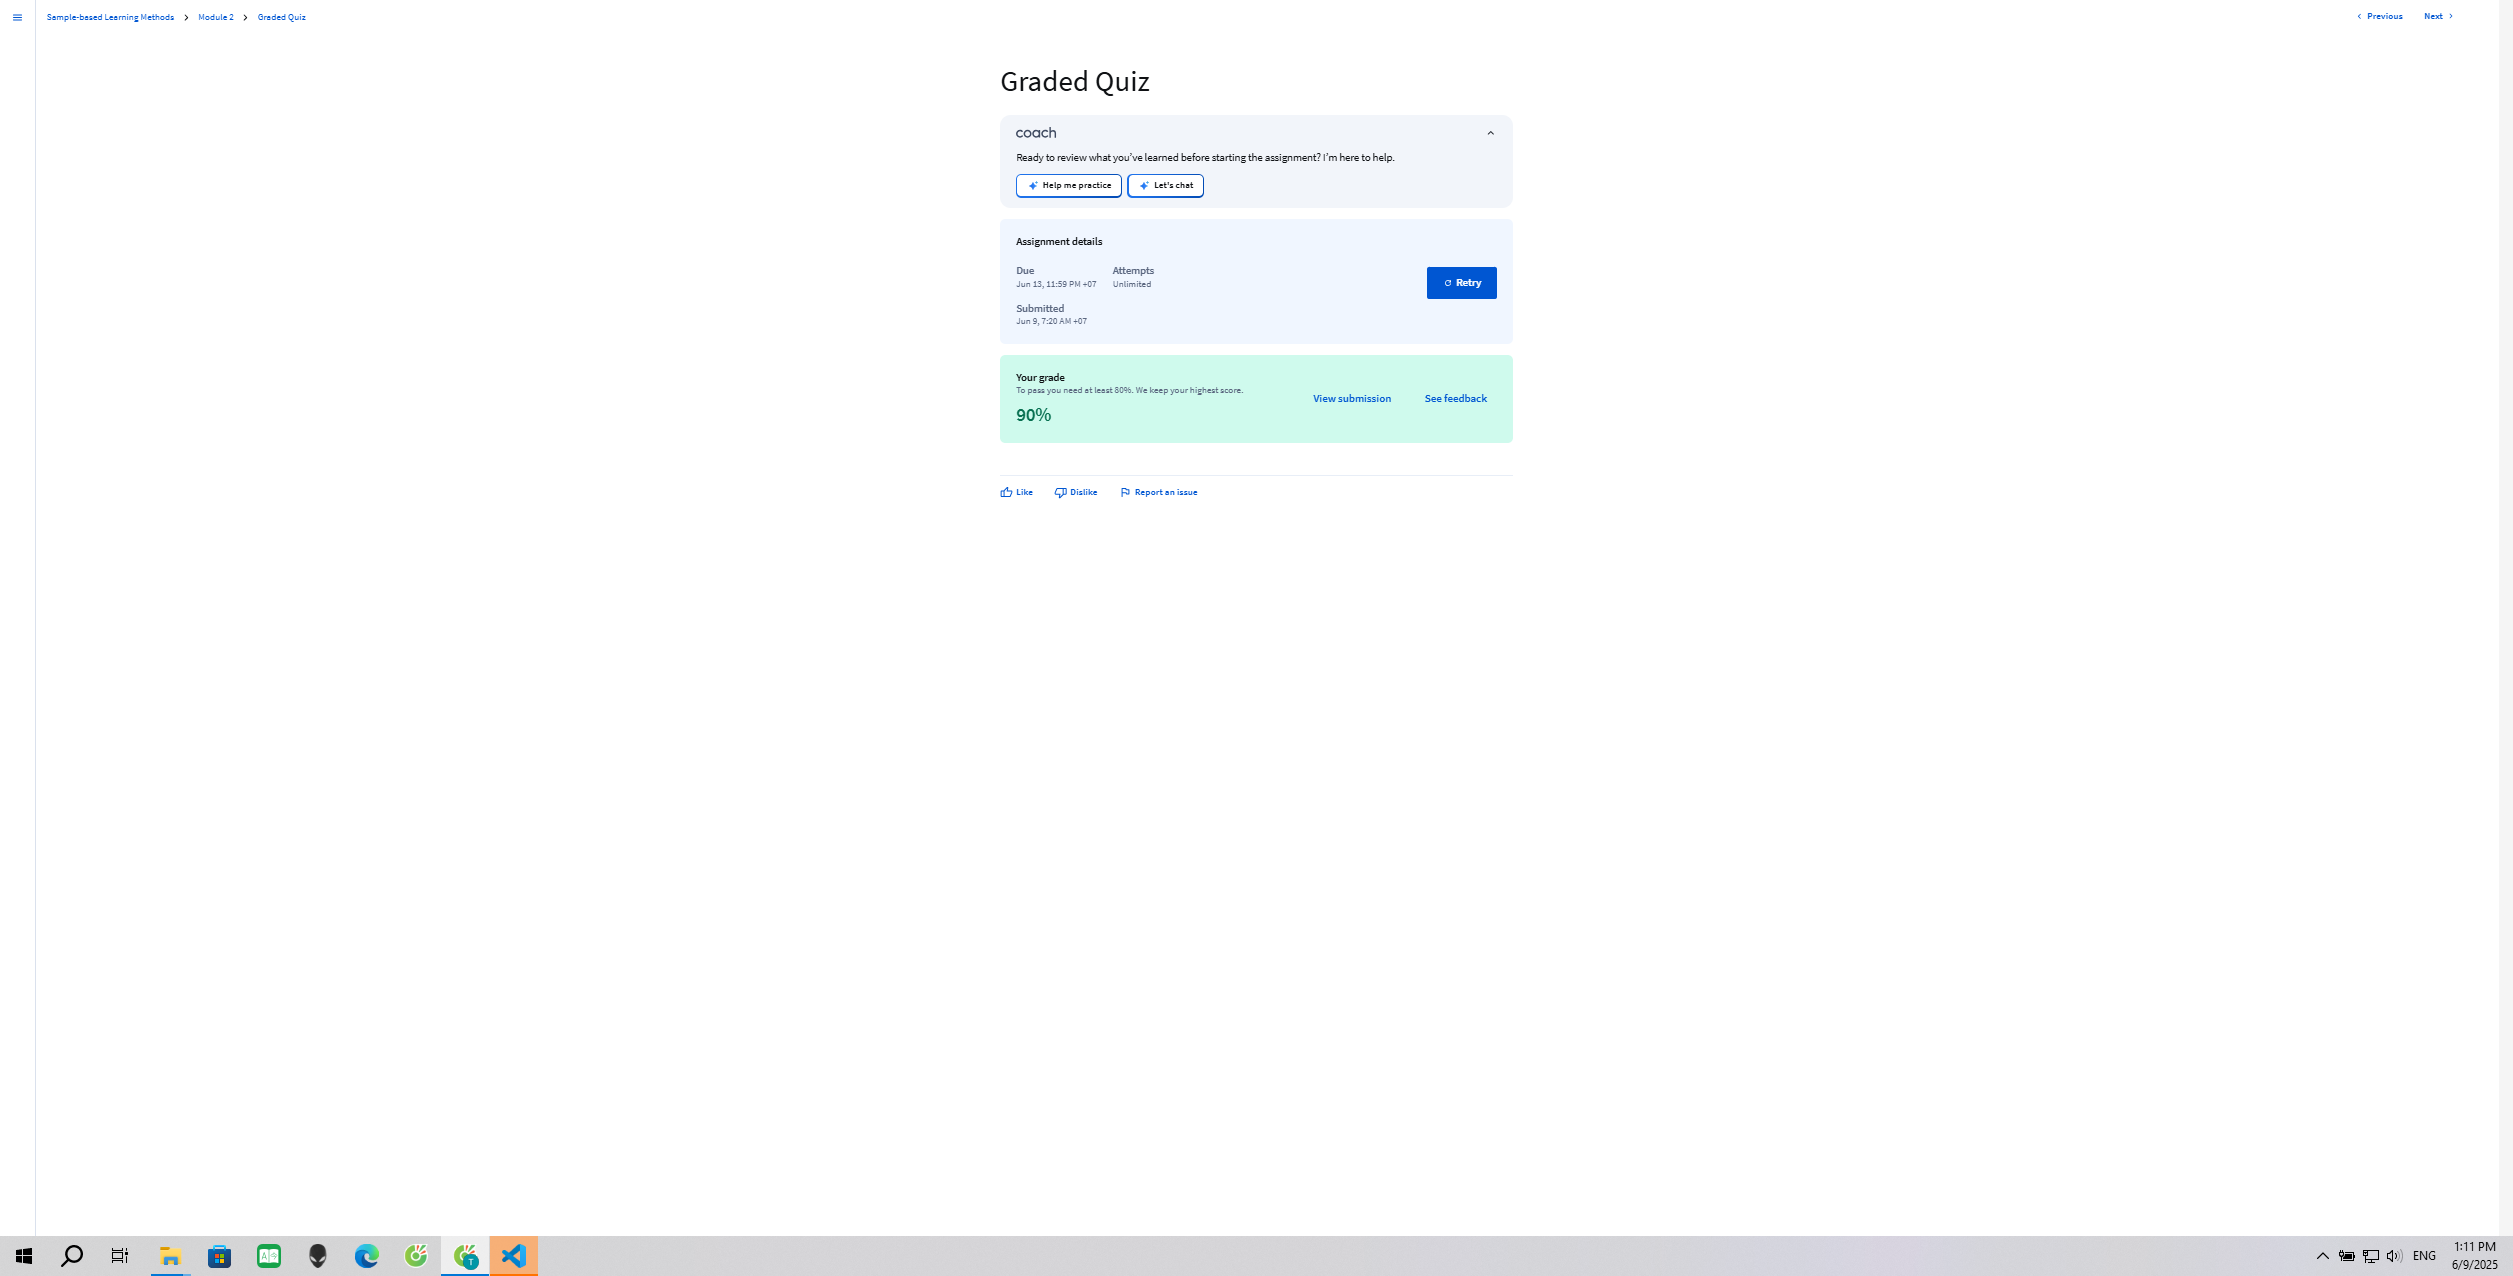 Sample-based Learning Methods > Module 2 > Graded Quiz
Previous
Next
Graded Quiz
coach
Ready to review what you've learned before starting the assignment? I'm here to help.
Help me practice
Let's chat
Assignment details
Due
Jun 13, 11:59 PM +07
Attempts
Unlimited
Submitted
Jun 9, 7:20 AM +07
Retry
Your grade
To pass you need at least 80%. We keep your highest score.
90%
View submission
See feedback
Like
Dislike
Report an issue
T
ENG
1:11 PM
6/9/2025